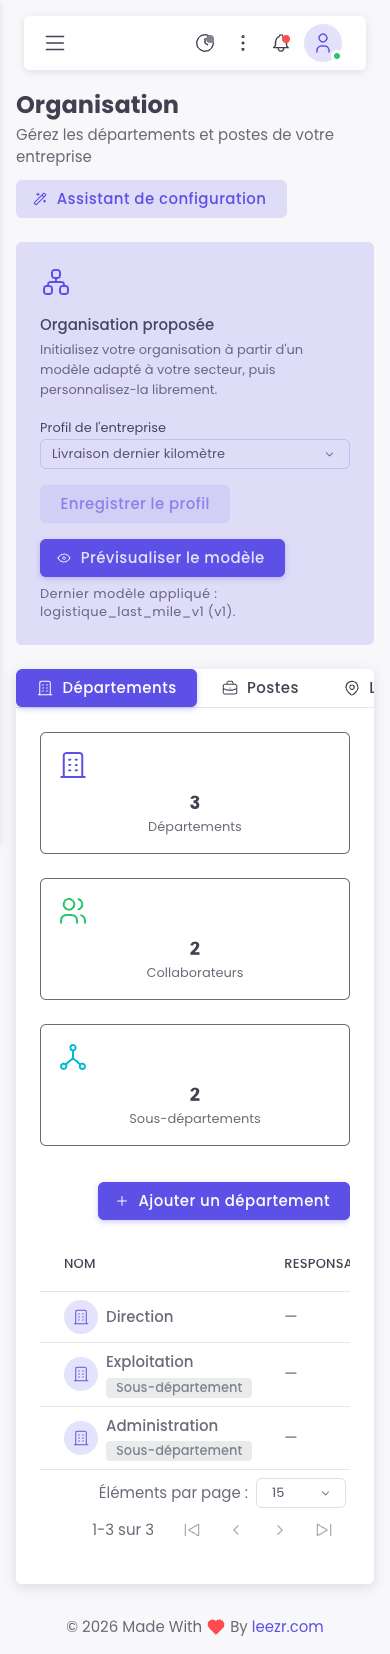 Organisation
Gérez les départements et postes de votre
entreprise
Assistant de configuration
Organisation proposée
Initialisez votre organisation à partir d'un
modèle adapté à votre secteur, puis
personnalisez-la librement.
Profil de l'entreprise
Livraison dernier kilomètre
Enregistrer le profil
Prévisualiser le modèle
Dernier modèle appliqué :
logistique_last_mile_v1 (v1).
Départements Postes L
3
Départements
2
Collaborateurs
2
Sous-départements
Ajouter un département
NOM RESPONSA
Direction —
Exploitation —
Sous-département
Administration —
Sous-département
Éléments par page : 15
1-3 sur 3
© 2026 Made With By leezr.com